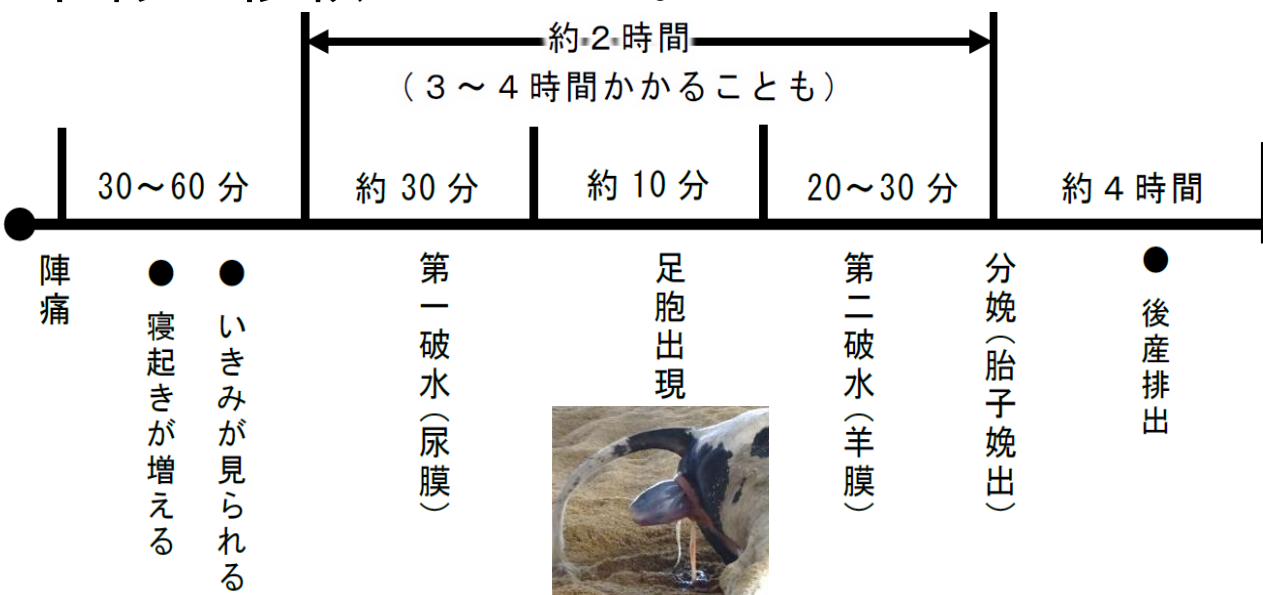 約2時間
(3~4時間かかることも)
30~60分
約30分
約10分
20~30分
約4時間
陣痛
●寝起きが増える
●いきみが見られる
第一破水(尿膜)
足胞出現
第二破水(羊膜)
分娩(胎子娩出)
●後産排出